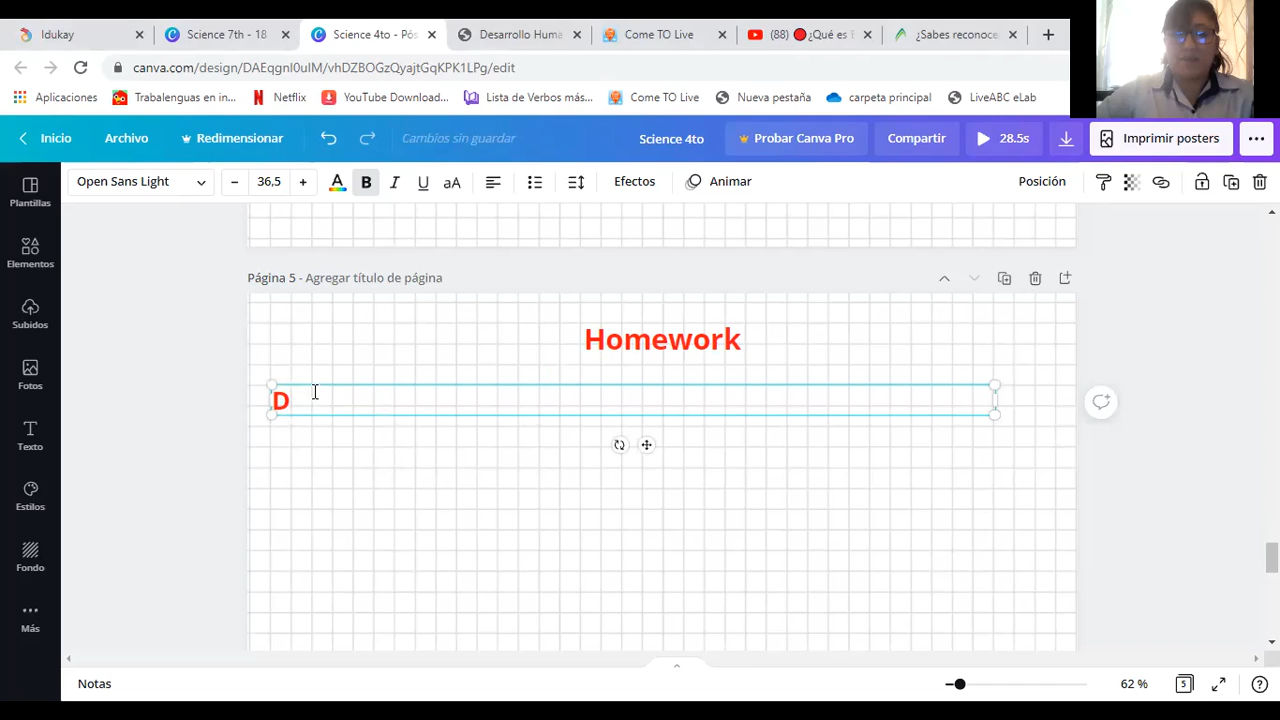 Idukay
Science 7th - 18
Science 4to - Pós
Desarrollo Huma
Come TO Live
(88) ¿Qué es
¿Sabes reconoce
canva.com/design/DAEqgnI0uIM/vhDZBOGzQyajtGqKPK1LPg/edit
Aplicaciones
Trabalenguas en in...
Netflix
YouTube Download...
Lista de Verbos más...
Come TO Live
Nueva pestaña
carpeta principal
LiveABC eLab
Inicio
Archivo
Redimensionar
Cambios sin guardar
Science 4to
Probar Canva Pro
Compartir
28.5s
Imprimir posters
Open Sans Light
36,5
B
I
U
aA
Efectos
Animar
Posición
Plantillas
Elementos
Subidos
Fotos
Texto
Estilos
Fondo
Más
Página 5 - Agregar título de página
Homework
D
Notas
62 %
5